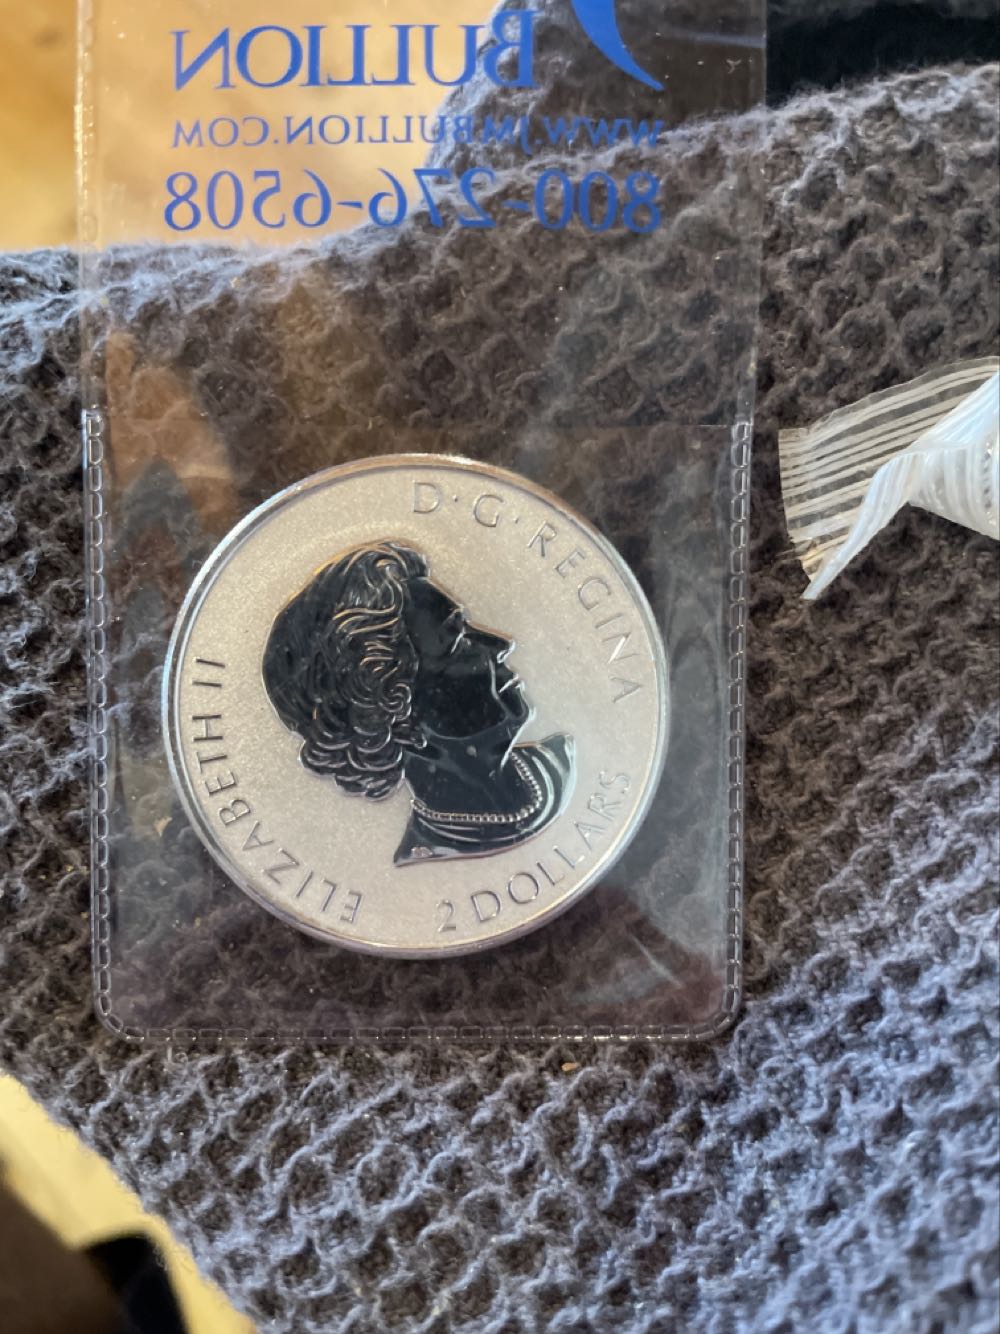 BULLION
WWW.JMBULLION.COM
800-276-6508
ELIZABETH II
D·G·REGINA
2 DOLLARS